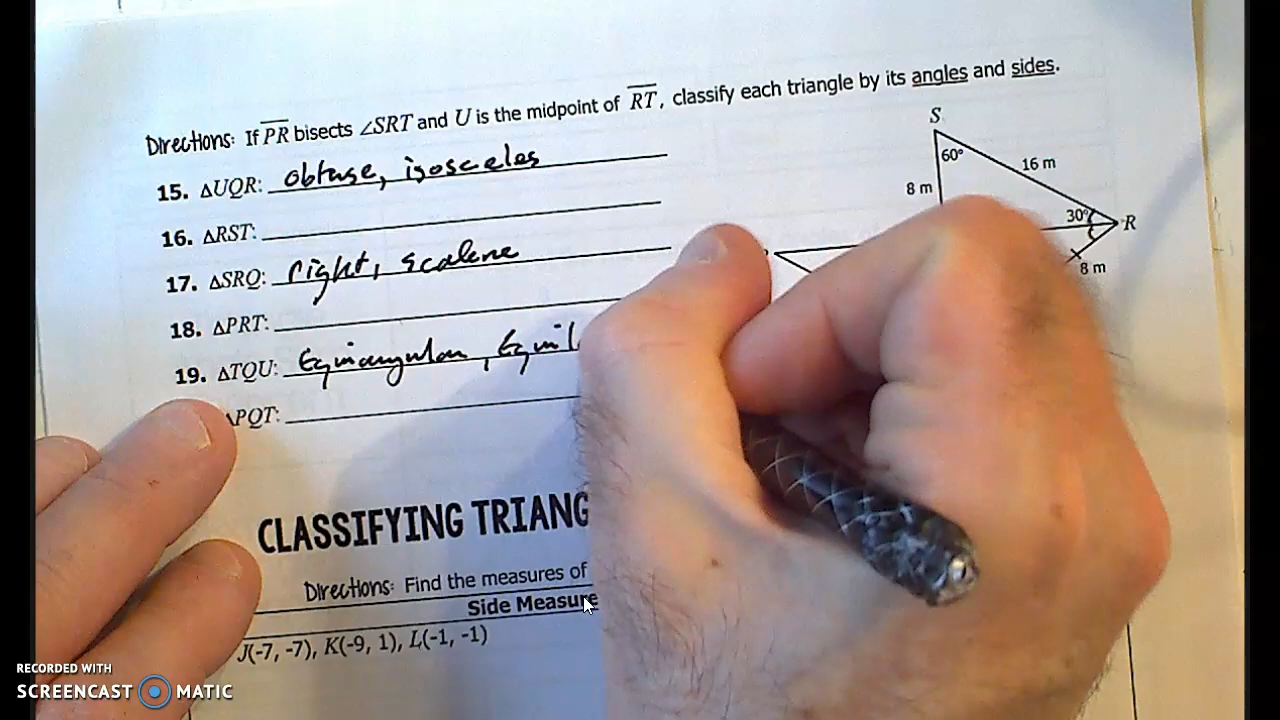 Directions: If PR bisects ∠SRT and U is the midpoint of RT, classify each triangle by its angles and sides.
15. ΔUQR: obtuse, isosceles
16. ΔRST:
17. ΔSRQ: right, scalene
18. ΔPRT:
19. ΔTQU: Equiangular, Equil
ΔPQT:
S
60°
16 m
8 m
30°
R
8 m
CLASSIFYING TRIANG
Directions: Find the measures of
Side Measure
J(-7, -7), K(-9, 1), L(-1, -1)
RECORDED WITH
SCREENCAST MATIC